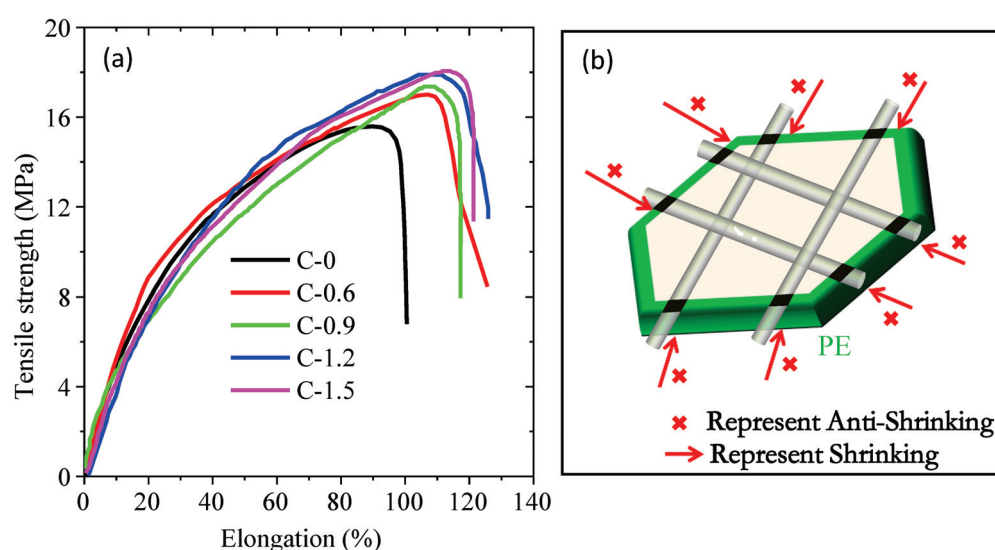 (a)
20
16
12
8
4
0
Tensile strength (MPa)
C-0
C-0.6
C-0.9
C-1.2
C-1.5
0 20 40 60 80 100 120 140
Elongation (%)
(b)
PE
Represent Anti-Shrinking
Represent Shrinking